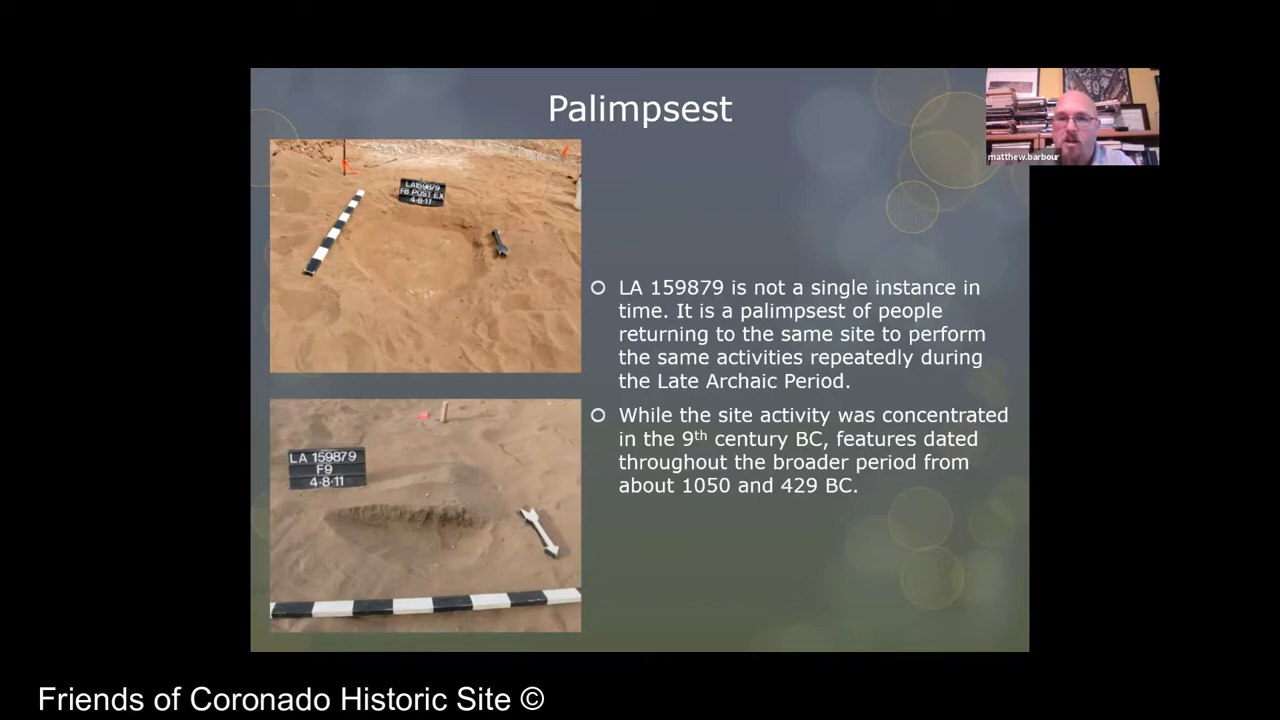 Palimpsest
matthew.barbour
LA159879
F8 POST EX
4-8-11
LA 159879 is not a single instance in
time. It is a palimpsest of people
returning to the same site to perform
the same activities repeatedly during
the Late Archaic Period.
While the site activity was concentrated
in the 9th century BC, features dated
throughout the broader period from
about 1050 and 429 BC.
LA 159879
F9
4-8-11
Friends of Coronado Historic Site ©